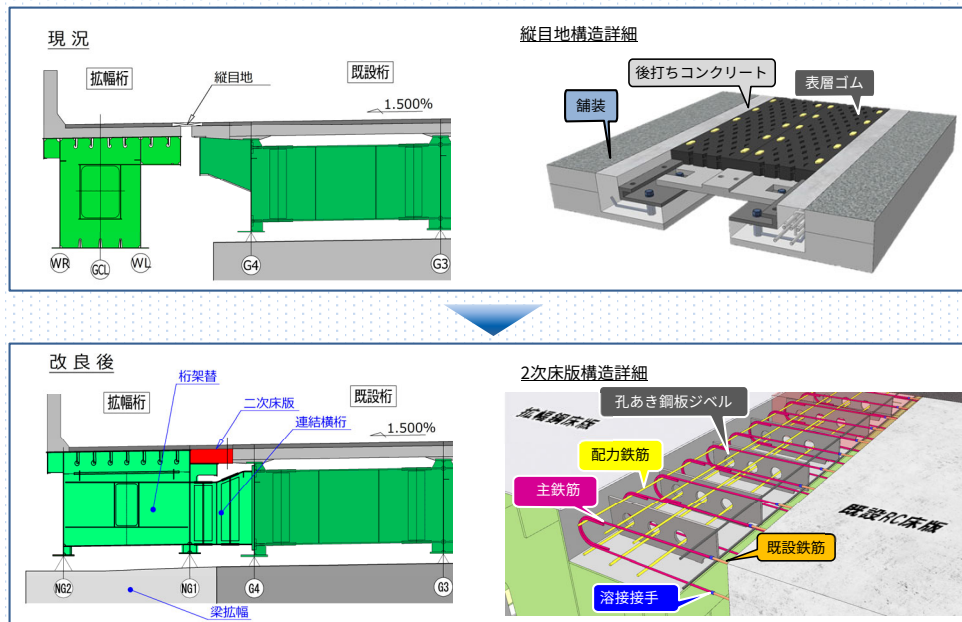 現況
拡幅桁
縦目地
既設桁
1.500%
WR
GCL
WL
G4
G3
縦目地構造詳細
後打ちコンクリート
表層ゴム
舗装
改良後
桁架替
拡幅桁
二次床版
既設桁
連結横桁
1.500%
NG2
NG1
G4
G3
梁拡幅
2次床版構造詳細
孔あき鋼板ジベル
拡幅鋼床版
配力鉄筋
主鉄筋
既設RC床版
既設鉄筋
溶接接手